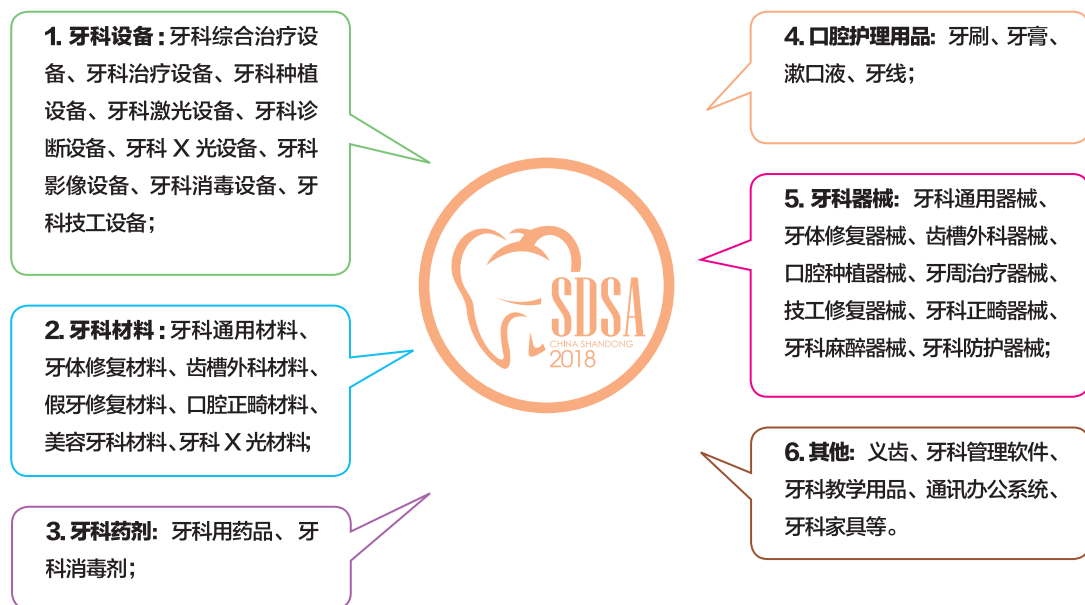 1. 牙科设备：牙科综合治疗设
备、牙科治疗设备、牙科种植
设备、牙科激光设备、牙科诊
断设备、牙科 X 光设备、牙科
影像设备、牙科消毒设备、牙
科技工设备；
2. 牙科材料：牙科通用材料、
牙体修复材料、齿槽外科材料、
假牙修复材料、口腔正畸材料、
美容牙科材料、牙科 X 光材料；
3. 牙科药剂： 牙科用药品、 牙
科消毒剂；
SDSA
CHINA SHANDONG
2018
4. 口腔护理用品： 牙刷、牙膏、
漱口液、牙线；
5. 牙科器械： 牙科通用器械、
牙体修复器械、齿槽外科器械、
口腔种植器械、牙周治疗器械、
技工修复器械、牙科正畸器械、
牙科麻醉器械、牙科防护器械；
6. 其他： 义齿、牙科管理软件、
牙科教学用品、通讯办公系统、
牙科家具等。